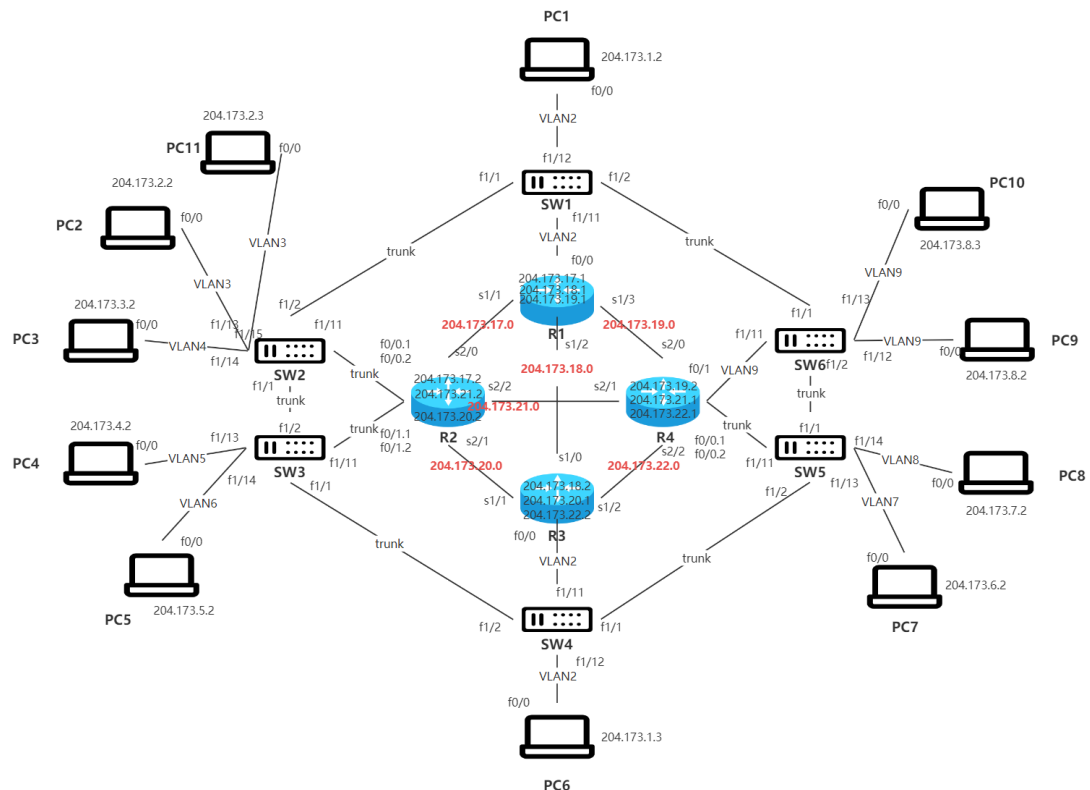 PC1
204.173.1.2
f0/0
VLAN2
f1/12
204.173.2.3
PC11
f0/0
204.173.2.2
f0/0
PC2
VLAN3
VLAN3
f1/1
f1/2
SW1
f1/11
VLAN2
f0/0
trunk
trunk
PC10
f0/0
204.173.8.3
VLAN9
204.173.17.1
204.173.18.1
204.173.19.1
R1
s1/1
s1/3
s1/2
204.173.17.0
204.173.19.0
204.173.18.0
204.173.3.2
PC3
f0/0
VLAN4
f1/13
f1/15
f1/14
f1/2
f1/11
SW2
f1/1
trunk
f0/0.1
f0/0.2
trunk
s2/0
s2/0
f0/1
f1/11
VLAN9
f1/1
f1/13
SW6
f1/12
f1/2
VLAN9
f0/0
PC9
204.173.8.2
trunk
204.173.17.2
204.173.21.2
204.173.20.2
R2
s2/2
204.173.21.0
s2/1
204.173.19.2
204.173.21.1
204.173.22.1
R4
204.173.4.2
PC4
f0/0
VLAN5
f1/13
f1/2
trunk
SW3
f1/11
f1/14
f1/1
VLAN6
f0/1.1
f0/1.2
s2/1
204.173.20.0
s1/0
s2/2
204.173.22.0
f0/0.1
f0/0.2
trunk
f1/1
f1/14
SW5
f1/11
f1/13
f1/2
VLAN8
f0/0
PC8
204.173.7.2
VLAN7
s1/1
204.173.18.2
204.173.20.1
204.173.22.2
s1/2
R3
f0/0
VLAN2
f1/11
f0/0
PC5
204.173.5.2
trunk
trunk
f0/0
204.173.6.2
PC7
f1/2
SW4
f1/1
f1/12
VLAN2
f0/0
204.173.1.3
PC6